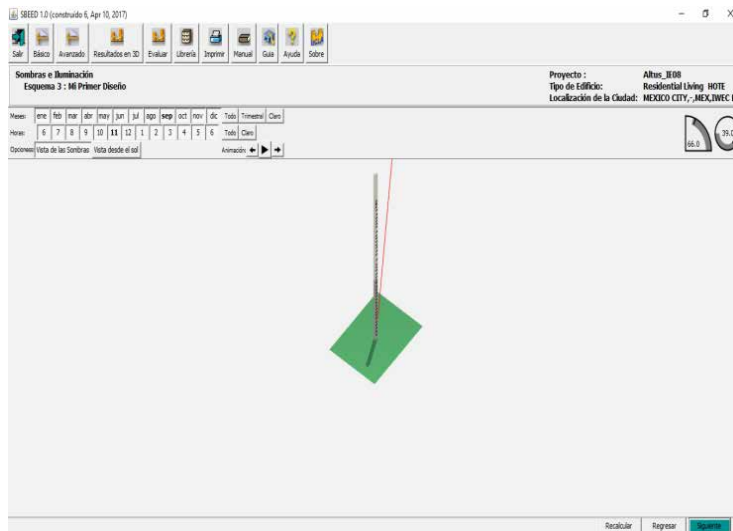 SBEED 1.0 (construido 6, Apr 10, 2017)
Salir Básico Avanzado Resultados en 3D Evaluar Librería Imprimir Manual Guia Ayuda Sobre
Sombras e Iluminación
Esquema 3 : Mi Primer Diseño
Proyecto : Altus_IE08
Tipo de Edificio: Residential Living HOTE
Localización de la Ciudad: MEXICO CITY,-,MEX,IWEC
Meses: ene feb mar abr may jun jul ago sep oct nov dic Todo Trimestral Claro
Horas: 6 7 8 9 10 11 12 1 2 3 4 5 6 Todo Claro
Opciones: Vista de las Sombras Vista desde el sol Animación:
66.0 39.0
Recalcular Regresar Siguiente